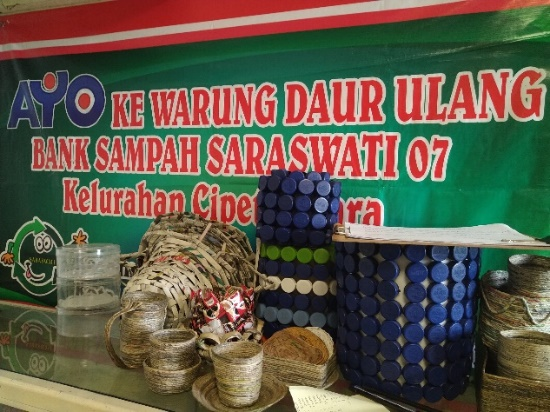 AYO KE WARUNG DAUR ULANG
BANK SAMPAH SARASWATI 07
Kelurahan